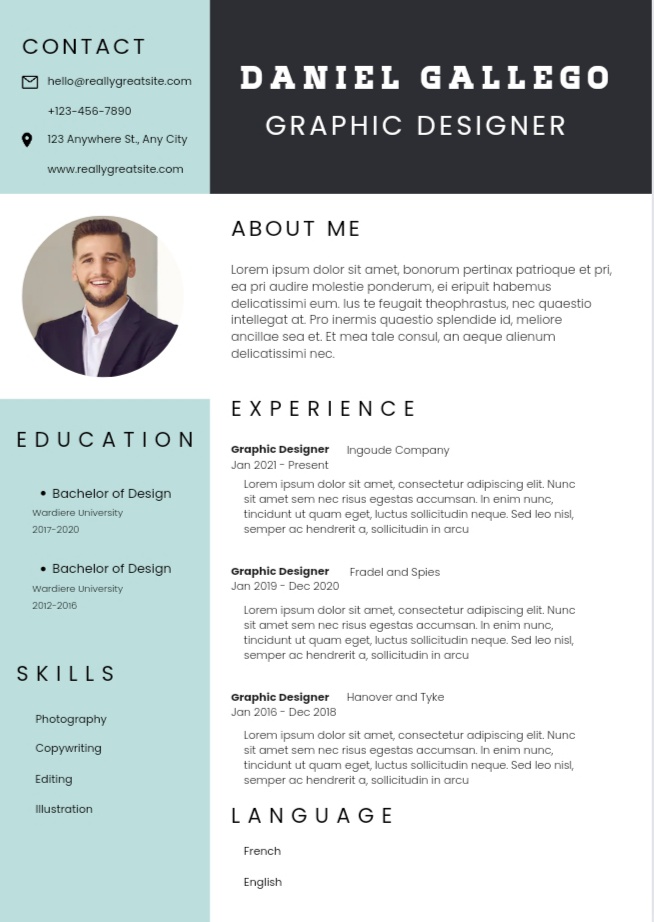 CONTACT
hello@reallygreatsite.com
+123-456-7890
123 Anywhere St., Any City
www.reallygreatsite.com
DANIEL GALLEGO
GRAPHIC DESIGNER
ABOUT ME
Lorem ipsum dolor sit amet, bonorum pertinax patrioque et pri,
ea pri audire molestie ponderum, ei eripuit habemus
delicatissimi eum. Ius te feugait theophrastus, nec quaestio
intellegat at. Pro inermis quaestio splendide id, meliore
ancillae sea et. Et mea tale consul, an aeque alienum
delicatissimi nec.
EDUCATION
• Bachelor of Design
Wardiere University
2017-2020
• Bachelor of Design
Wardiere University
2012-2016
SKILLS
Photography
Copywriting
Editing
Illustration
EXPERIENCE
Graphic Designer Ingoude Company
Jan 2021 - Present
Lorem ipsum dolor sit amet, consectetur adipiscing elit. Nunc
sit amet sem nec risus egestas accumsan. In enim nunc,
tincidunt ut quam eget, luctus sollicitudin neque. Sed leo nisl,
semper ac hendrerit a, sollicitudin in arcu
Graphic Designer Fradel and Spies
Jan 2019 - Dec 2020
Lorem ipsum dolor sit amet, consectetur adipiscing elit. Nunc
sit amet sem nec risus egestas accumsan. In enim nunc,
tincidunt ut quam eget, luctus sollicitudin neque. Sed leo nisl,
semper ac hendrerit a, sollicitudin in arcu
Graphic Designer Hanover and Tyke
Jan 2016 - Dec 2018
Lorem ipsum dolor sit amet, consectetur adipiscing elit. Nunc
sit amet sem nec risus egestas accumsan. In enim nunc,
tincidunt ut quam eget, luctus sollicitudin neque. Sed leo nisl,
semper ac hendrerit a, sollicitudin in arcu
LANGUAGE
French
English